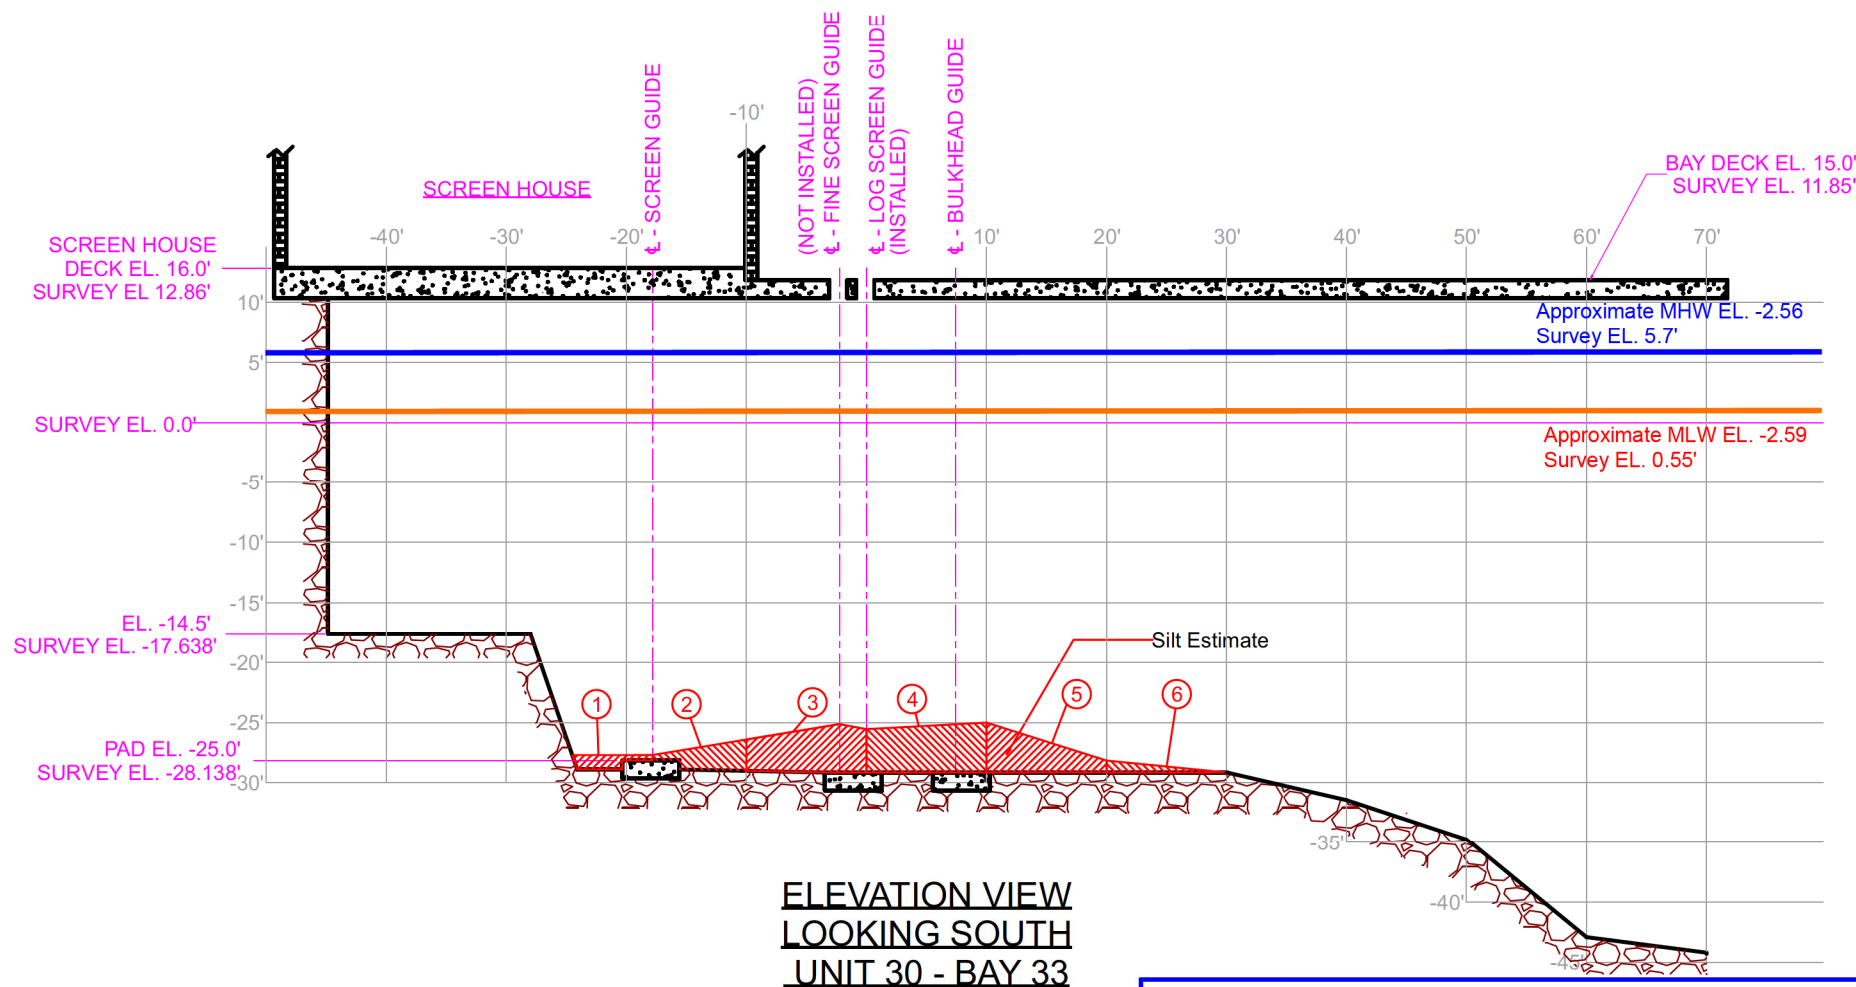 ℄ - SCREEN GUIDE
(NOT INSTALLED)
℄ - FINE SCREEN GUIDE
℄ - LOG SCREEN GUIDE
(INSTALLED)
℄ - BULKHEAD GUIDE
-10'
SCREEN HOUSE
BAY DECK EL. 15.0'
SURVEY EL. 11.85'
-40'
-30'
-20'
10'
20'
30'
40'
50'
60'
70'
SCREEN HOUSE
DECK EL. 16.0'
SURVEY EL 12.86'
10'
Approximate MHW EL. -2.56
Survey EL. 5.7'
5'
SURVEY EL. 0.0'
Approximate MLW EL. -2.59
Survey EL. 0.55'
-5'
-10'
-15'
EL. -14.5'
SURVEY EL. -17.638'
-20'
Silt Estimate
1
2
3
4
5
6
-25'
PAD EL. -25.0'
SURVEY EL. -28.138'
-30'
-35'
-40'
-45'
ELEVATION VIEW
LOOKING SOUTH
UNIT 30 - BAY 33